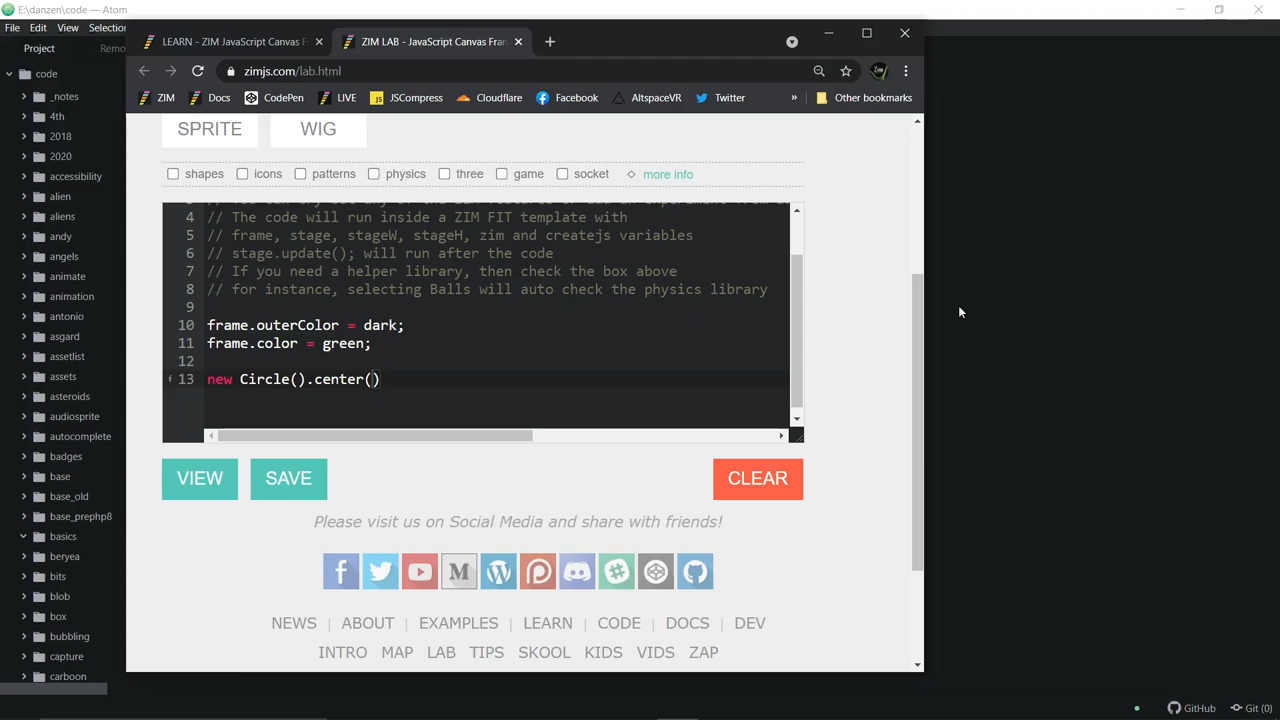 E:\danzen\code — Atom
File Edit View Selection
Project Remo
code
_notes
4th
2018
2020
accessibility
alien
aliens
andy
angels
animate
animation
antonio
asgard
assetlist
assets
asteroids
audiosprite
autocomplete
badges
base
base_old
base_prephp8
basics
beryea
bits
blob
box
bubbling
capture
carboon
LEARN - ZIM JavaScript Canvas F
ZIM LAB - JavaScript Canvas Fran
zimjs.com/lab.html
ZIM Docs CodePen LIVE JSCompress Cloudflare Facebook AltspaceVR Twitter » Other bookmarks
SPRITE WIG
shapes icons patterns physics three game socket more info
4 // The code will run inside a ZIM FIT template with
5 // frame, stage, stageW, stageH, zim and createjs variables
6 // stage.update(); will run after the code
7 // If you need a helper library, then check the box above
8 // for instance, selecting Balls will auto check the physics library
9
10 frame.outerColor = dark;
11 frame.color = green;
12
13 new Circle().center()
VIEW SAVE CLEAR
Please visit us on Social Media and share with friends!
NEWS | ABOUT | EXAMPLES | LEARN | CODE | DOCS | DEV
INTRO MAP LAB TIPS SKOOL KIDS VIDS ZAP
GitHub Git (0)